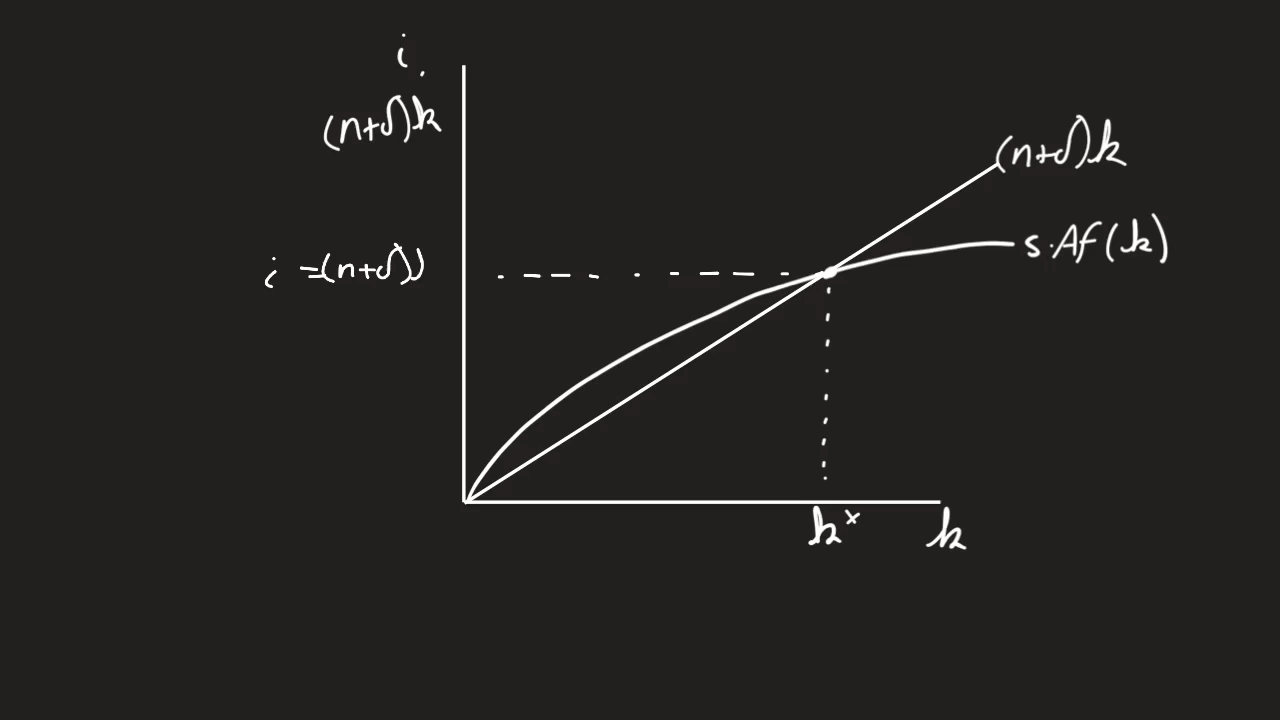 i,
(n+δ)k
(n+δ)k
s·Af(k)
i =(n+δ))
k*
k